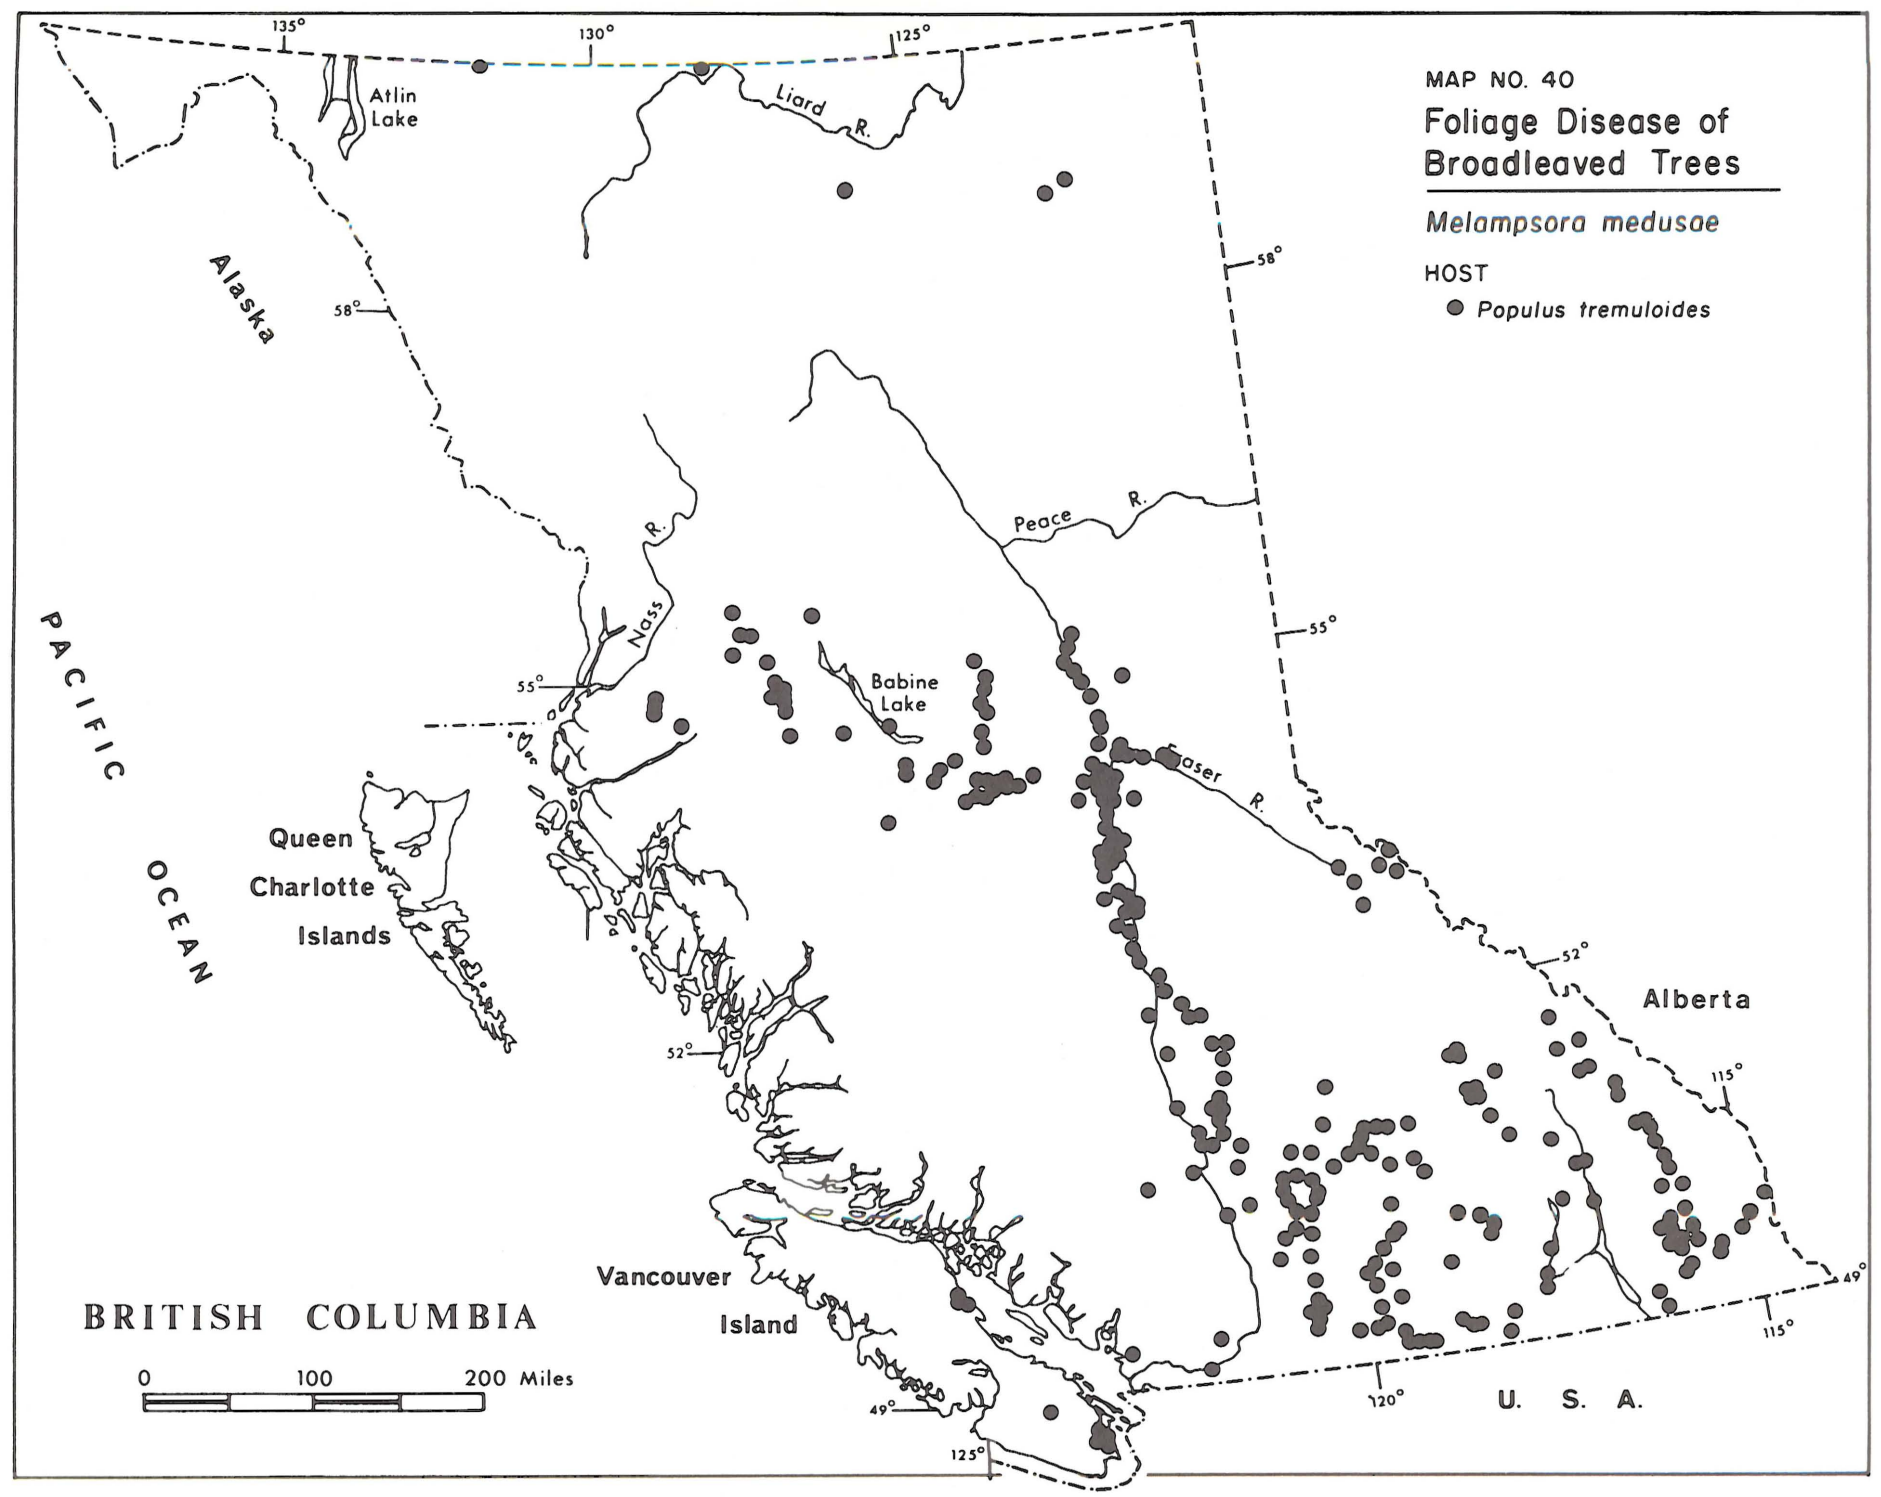 135°
130°
125°
MAP NO. 40
Foliage Disease of
Broadleaved Trees
Melampsora medusae
HOST
Populus tremuloides
Atlin
Lake
Liard
R.
Alaska
58°
58°
Peace
R.
R.
Nass
55°
55°
PACIFIC
OCEAN
Babine
Lake
Fraser
R.
Queen
Charlotte
Islands
52°
52°
Alberta
115°
Vancouver
Island
49°
BRITISH COLUMBIA
0 100 200 Miles
115°
120°
U. S. A.
49°
125°